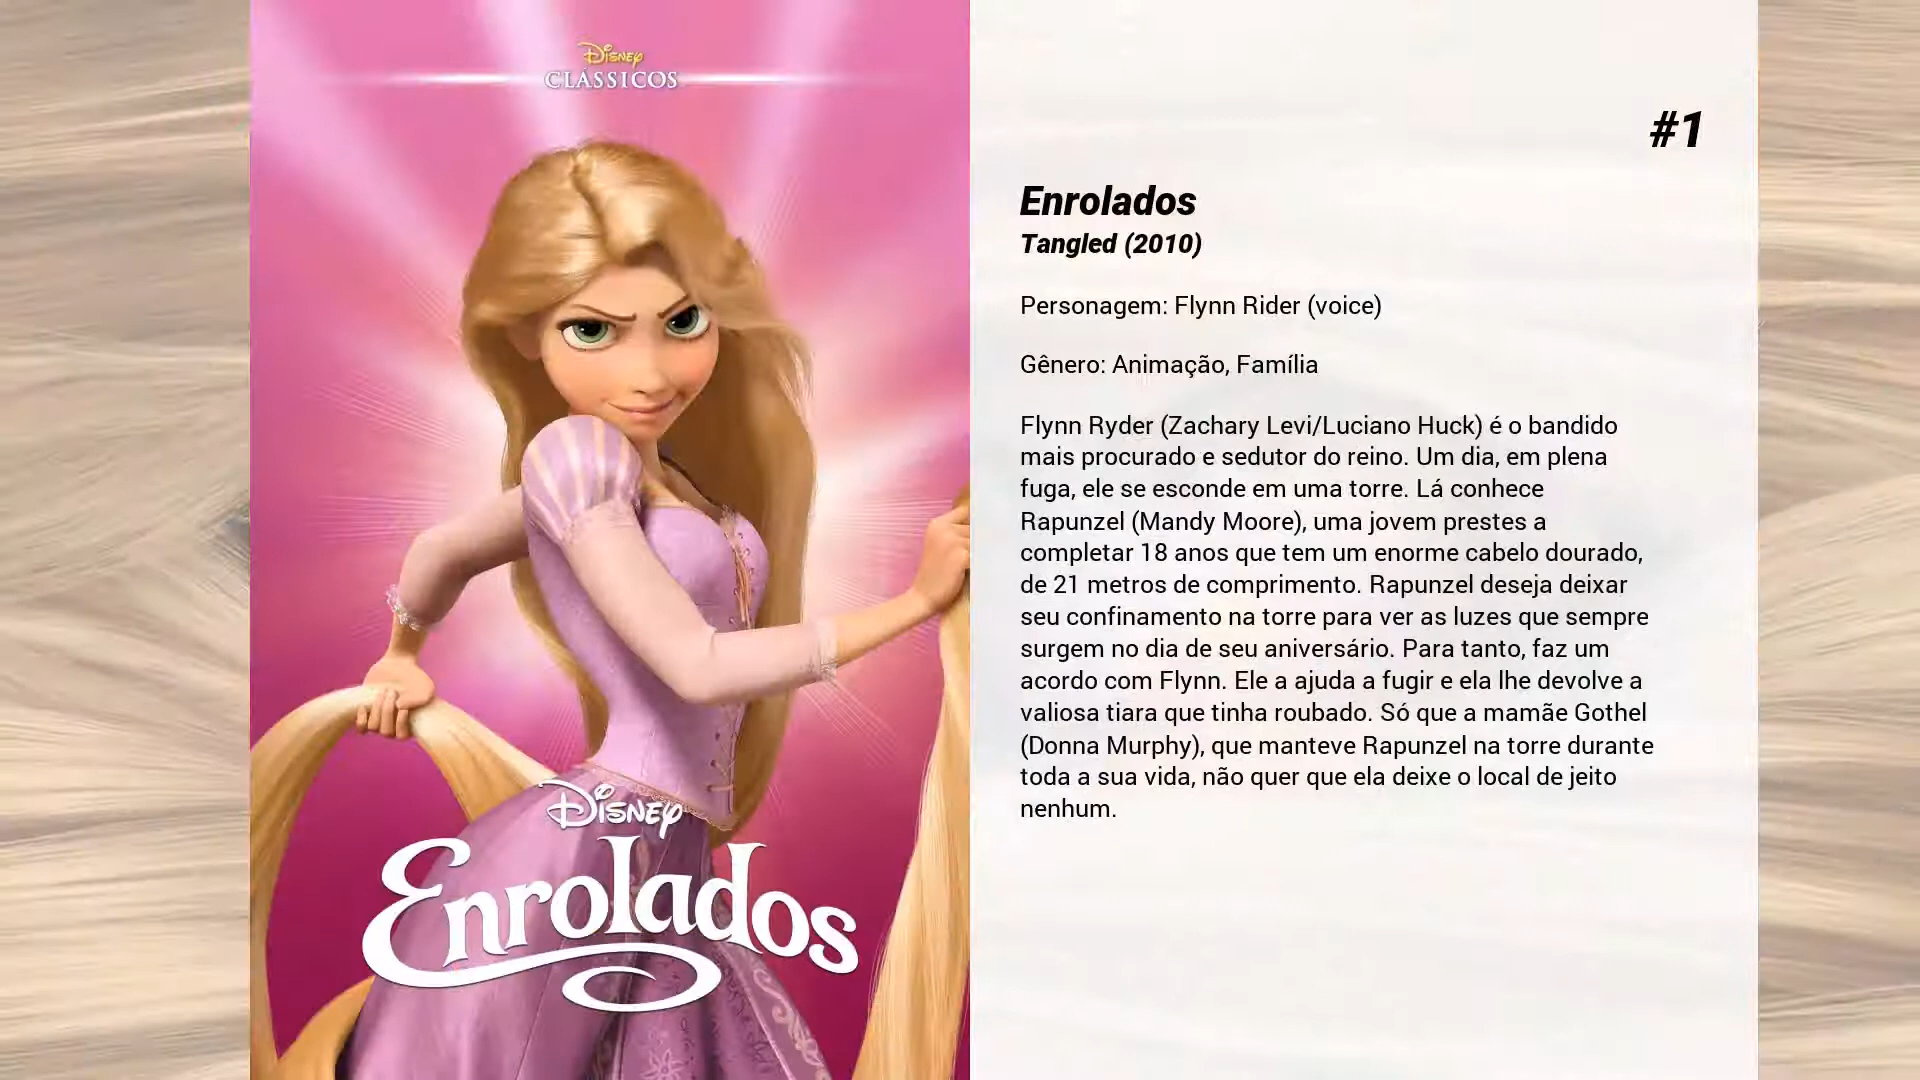 Disney
CLÁSSICOS
Disney
Enrolados
#1
Enrolados
Tangled (2010)
Personagem: Flynn Rider (voice)
Gênero: Animação, Família
Flynn Ryder (Zachary Levi/Luciano Huck) é o bandido
mais procurado e sedutor do reino. Um dia, em plena
fuga, ele se esconde em uma torre. Lá conhece
Rapunzel (Mandy Moore), uma jovem prestes a
completar 18 anos que tem um enorme cabelo dourado,
de 21 metros de comprimento. Rapunzel deseja deixar
seu confinamento na torre para ver as luzes que sempre
surgem no dia de seu aniversário. Para tanto, faz um
acordo com Flynn. Ele a ajuda a fugir e ela lhe devolve a
valiosa tiara que tinha roubado. Só que a mamãe Gothel
(Donna Murphy), que manteve Rapunzel na torre durante
toda a sua vida, não quer que ela deixe o local de jeito
nenhum.